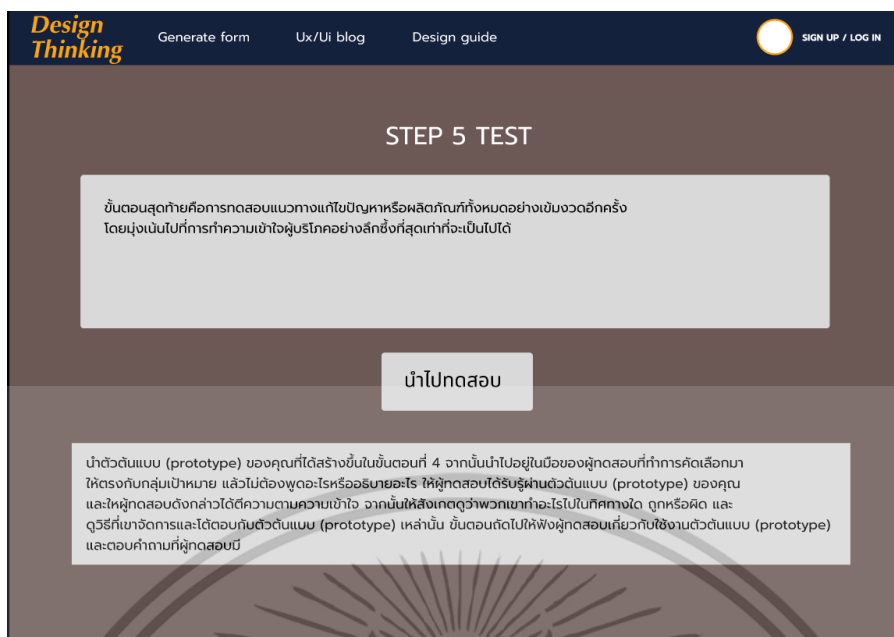 Design
Thinking
Generate form
Ux/Ui blog
Design guide
SIGN UP / LOG IN
STEP 5 TEST
ขั้นตอนสุดท้ายคือการทดสอบแนวทางแก้ไขปัญหาหรือผลิตภัณฑ์ทั้งหมดอย่างเข้มงวดอีกครั้ง
โดยมุ่งเน้นไปที่การทำความเข้าใจผู้บริโภคอย่างลึกซึ้งที่สุดเท่าที่จะเป็นไปได้
นำไปทดสอบ
นำตัวต้นแบบ (prototype) ของคุณที่ได้สร้างขึ้นในขั้นตอนที่ 4 จากนั้นนำไปอยู่ในมือของผู้ทดสอบที่ทำการคัดเลือกมา
ให้ตรงกับกลุ่มเป้าหมาย แล้วไม่ต้องพูดอะไรหรืออธิบายอะไร ให้ผู้ทดสอบได้รับรู้ผ่านตัวต้นแบบ (prototype) ของคุณ
และใหผู้ทดสอบดังกล่าวได้ตีความตามความเข้าใจ จากนั้นให้สังเกตดูว่าพวกเขาทำอะไรไปในทิศทางใด ถูกหรือผิด และ
ดูวิธีที่เขาจัดการและโต้ตอบกับตัวต้นแบบ (prototype) เหล่านั้น ขั้นตอนถัดไปให้ฟังผู้ทดสอบเกี่ยวกับใช้งานตัวต้นแบบ (prototype)
และตอบคำถามที่ผู้ทดสอบมี